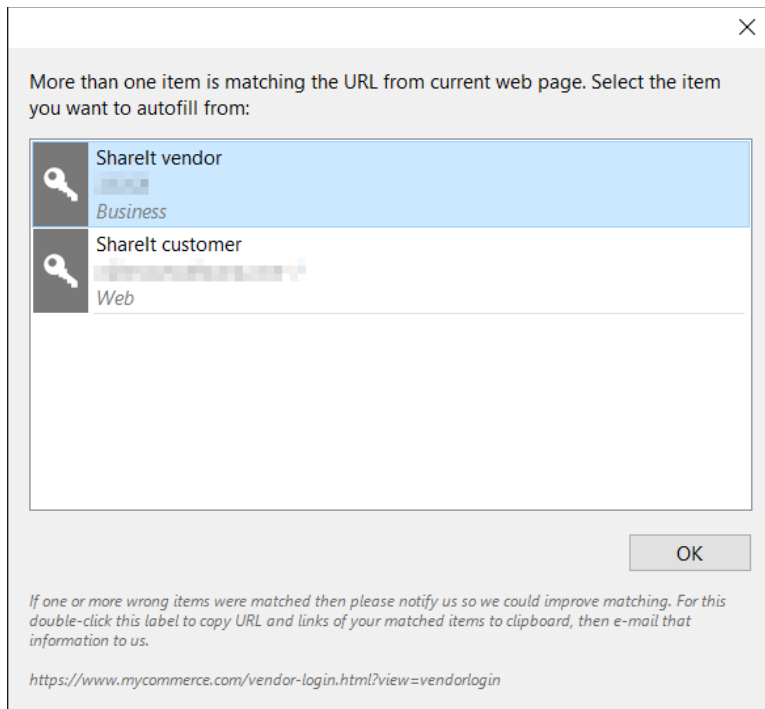 More than one item is matching the URL from current web page. Select the item
you want to autofill from:
ShareIt vendor
Business
ShareIt customer
Web
OK
If one or more wrong items were matched then please notify us so we could improve matching. For this
double-click this label to copy URL and links of your matched items to clipboard, then e-mail that
information to us.
https://www.mycommerce.com/vendor-login.html?view=vendorlogin